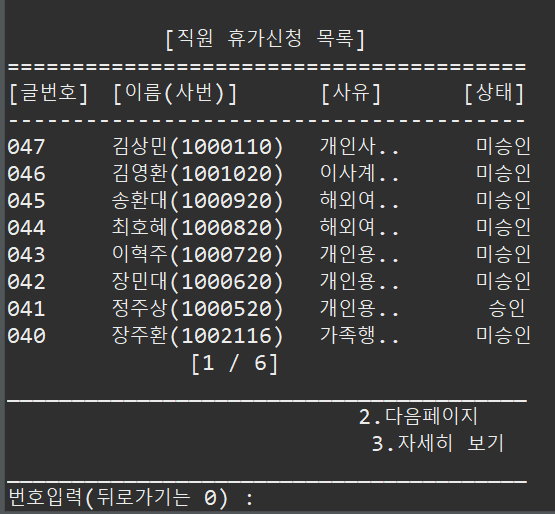 [직원 휴가신청 목록]
========================================
[글번호] [이름(사번)] [사유] [상태]
----------------------------------------
047 김상민(1000110) 개인사.. 미승인
046 김영환(1001020) 이사계.. 미승인
045 송환대(1000920) 해외여.. 미승인
044 최호혜(1000820) 해외여.. 미승인
043 이혁주(1000720) 개인용.. 미승인
042 장민대(1000620) 개인용.. 미승인
041 정주상(1000520) 개인용.. 승인
040 장주환(1002116) 가족행.. 미승인
[1 / 6]
________________________________________
2.다음페이지
3.자세히 보기
________________________________________
번호입력(뒤로가기는 0) :